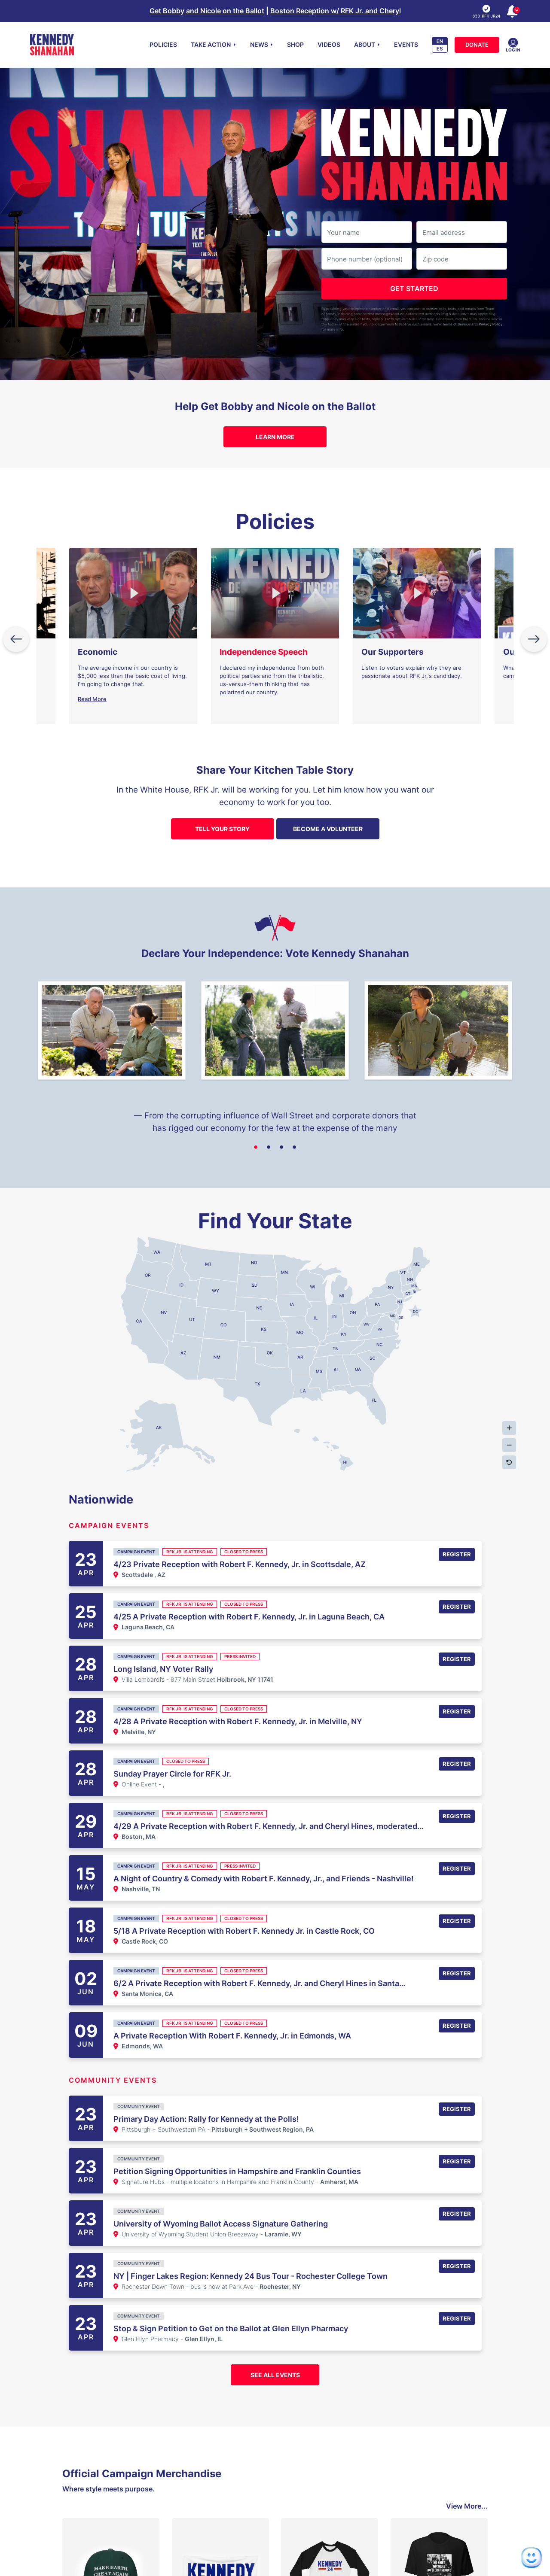 Get Bobby and Nicole on the Ballot | Boston Reception w/ RFK Jr. and Cheryl
KENNEDY
SHANAHAN
POLICIES
TAKE ACTION
NEWS
SHOP
VIDEOS
ABOUT
EVENTS
EN
ES
DONATE
LOGIN
KENNEDY
SHANAHAN
Your name
Email address
Phone number (optional)
Zip code
GET STARTED
Help Get Bobby and Nicole on the Ballot
LEARN MORE
Policies
Economic
The average income in our country is
$5,000 less than the basic cost of living.
I'm going to change that.
Read More
Independence Speech
I declared my independence from both
political parties and from the tribalistic,
us-versus-them thinking that has
polarized our country.
Our Supporters
Listen to voters explain why they are
passionate about RFK Jr.'s candidacy.
Share Your Kitchen Table Story
In the White House, RFK Jr. will be working for you. Let him know how you want our
economy to work for you too.
TELL YOUR STORY
BECOME A VOLUNTEER
Declare Your Independence: Vote Kennedy Shanahan
— From the corrupting influence of Wall Street and corporate donors that
has rigged our economy for the few at the expense of the many
Find Your State
WA
OR
CA
NV
ID
MT
WY
UT
CO
AZ
NM
ND
SD
NE
KS
OK
TX
MN
IA
MO
AR
LA
WI
IL
MI
IN
OH
KY
TN
MS
AL
GA
FL
SC
NC
PA
NY
VT
NH
ME
AK
HI
Nationwide
CAMPAIGN EVENTS
23
APR
CAMPAIGN EVENT
RFK JR. IS ATTENDING
CLOSED TO PRESS
4/23 Private Reception with Robert F. Kennedy, Jr. in Scottsdale, AZ
Scottsdale , AZ
REGISTER
25
APR
CAMPAIGN EVENT
RFK JR. IS ATTENDING
CLOSED TO PRESS
4/25 A Private Reception with Robert F. Kennedy, Jr. in Laguna Beach, CA
Laguna Beach, CA
REGISTER
28
APR
CAMPAIGN EVENT
RFK JR. IS ATTENDING
PRESS INVITED
Long Island, NY Voter Rally
Villa Lombardi's - 877 Main Street Holbrook, NY 11741
REGISTER
28
APR
CAMPAIGN EVENT
RFK JR. IS ATTENDING
CLOSED TO PRESS
4/28 A Private Reception with Robert F. Kennedy, Jr. in Melville, NY
Melville, NY
REGISTER
28
APR
CAMPAIGN EVENT
CLOSED TO PRESS
Sunday Prayer Circle for RFK Jr.
Online Event - ,
REGISTER
29
APR
CAMPAIGN EVENT
RFK JR. IS ATTENDING
CLOSED TO PRESS
4/29 A Private Reception with Robert F. Kennedy, Jr. and Cheryl Hines, moderated...
Boston, MA
REGISTER
15
MAY
CAMPAIGN EVENT
RFK JR. IS ATTENDING
PRESS INVITED
A Night of Country & Comedy with Robert F. Kennedy, Jr., and Friends - Nashville!
Nashville, TN
REGISTER
18
MAY
CAMPAIGN EVENT
RFK JR. IS ATTENDING
CLOSED TO PRESS
5/18 A Private Reception with Robert F. Kennedy Jr. in Castle Rock, CO
Castle Rock, CO
REGISTER
02
JUN
CAMPAIGN EVENT
RFK JR. IS ATTENDING
CLOSED TO PRESS
6/2 A Private Reception with Robert F. Kennedy, Jr. and Cheryl Hines in Santa...
Santa Monica, CA
REGISTER
09
JUN
CAMPAIGN EVENT
RFK JR. IS ATTENDING
CLOSED TO PRESS
A Private Reception With Robert F. Kennedy, Jr. in Edmonds, WA
Edmonds, WA
REGISTER
COMMUNITY EVENTS
23
APR
COMMUNITY EVENT
Primary Day Action: Rally for Kennedy at the Polls!
Pittsburgh + Southwestern PA - Pittsburgh + Southwest Region, PA
REGISTER
23
APR
COMMUNITY EVENT
Petition Signing Opportunities in Hampshire and Franklin Counties
Signature Hubs - multiple locations in Hampshire and Franklin County - Amherst, MA
REGISTER
23
APR
COMMUNITY EVENT
University of Wyoming Ballot Access Signature Gathering
University of Wyoming Student Union Breezeway - Laramie, WY
REGISTER
23
APR
COMMUNITY EVENT
NY | Finger Lakes Region: Kennedy 24 Bus Tour - Rochester College Town
Rochester Down Town - bus is now at Park Ave - Rochester, NY
REGISTER
23
APR
COMMUNITY EVENT
Stop & Sign Petition to Get on the Ballot at Glen Ellyn Pharmacy
Glen Ellyn Pharmacy - Glen Ellyn, IL
REGISTER
SEE ALL EVENTS
Official Campaign Merchandise
Where style meets purpose.
View More...
MAKE EARTH
GREAT AGAIN
KENNEDY
KENNEDY